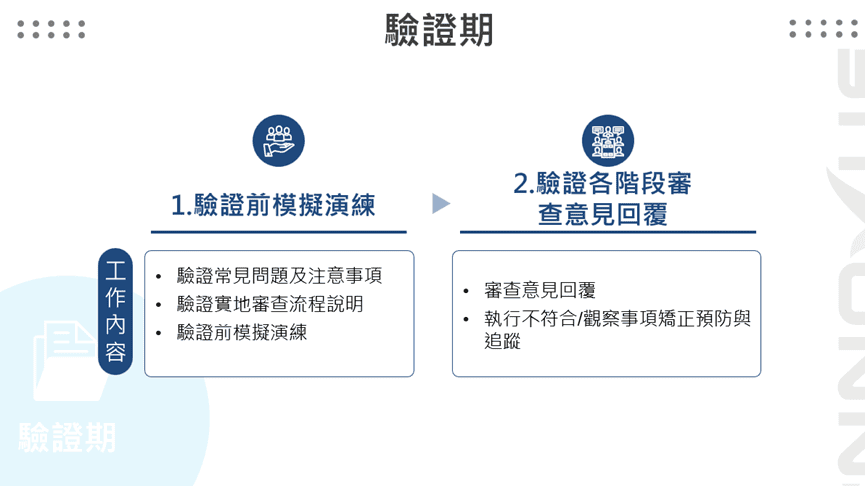 驗證期
1.驗證前模擬演練
2.驗證各階段審
查意見回覆
工作內容
• 驗證常見問題及注意事項
• 驗證實地審查流程說明
• 驗證前模擬演練
• 審查意見回覆
• 執行不符合/觀察事項矯正預防與
追蹤
驗證期